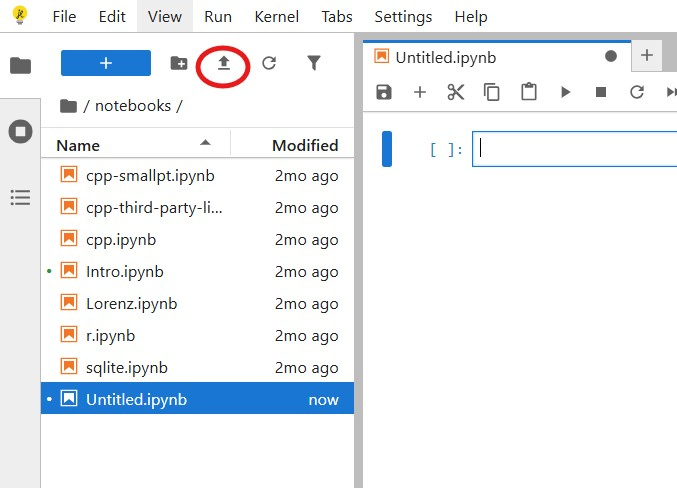 File Edit View Run Kernel Tabs Settings Help
+
/ notebooks /
Name Modified
cpp-smallpt.ipynb 2mo ago
cpp-third-party-li... 2mo ago
cpp.ipynb 2mo ago
Intro.ipynb 2mo ago
Lorenz.ipynb 2mo ago
r.ipynb 2mo ago
sqlite.ipynb 2mo ago
Untitled.ipynb now
Untitled.ipynb
[ ]: